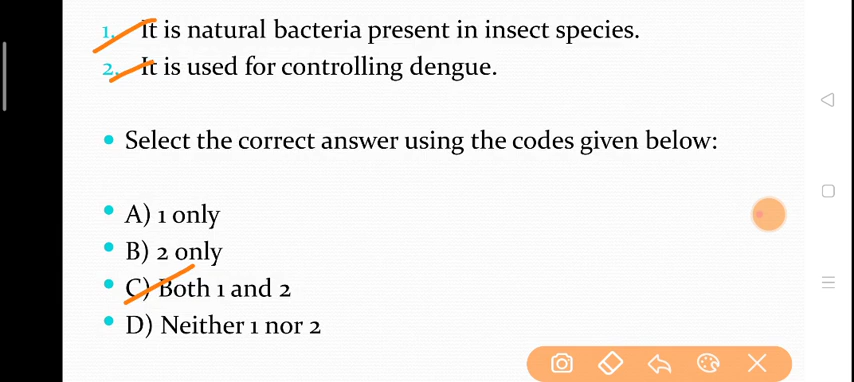 1. It is natural bacteria present in insect species.
2. It is used for controlling dengue.
• Select the correct answer using the codes given below:
• A) 1 only
• B) 2 only
• C) Both 1 and 2
• D) Neither 1 nor 2